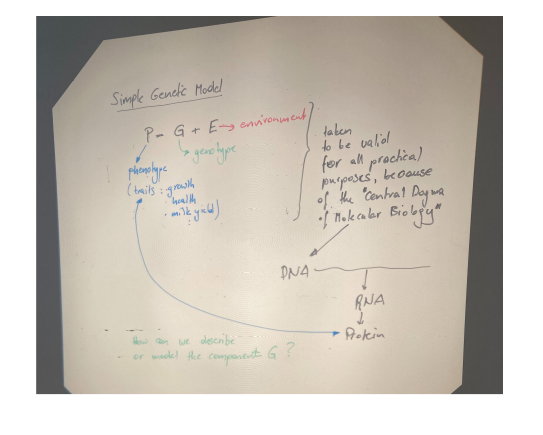 Simple Genetic Model
P = G + E → environment
genotype
phenotype
(traits: · growth
· health
· milk yield)
taken
to be valid
for all practical
purposes, because
of the "Central Dogma
of Molecular Biology"
DNA
RNA
Protein
How can we describe
or model the component G ?